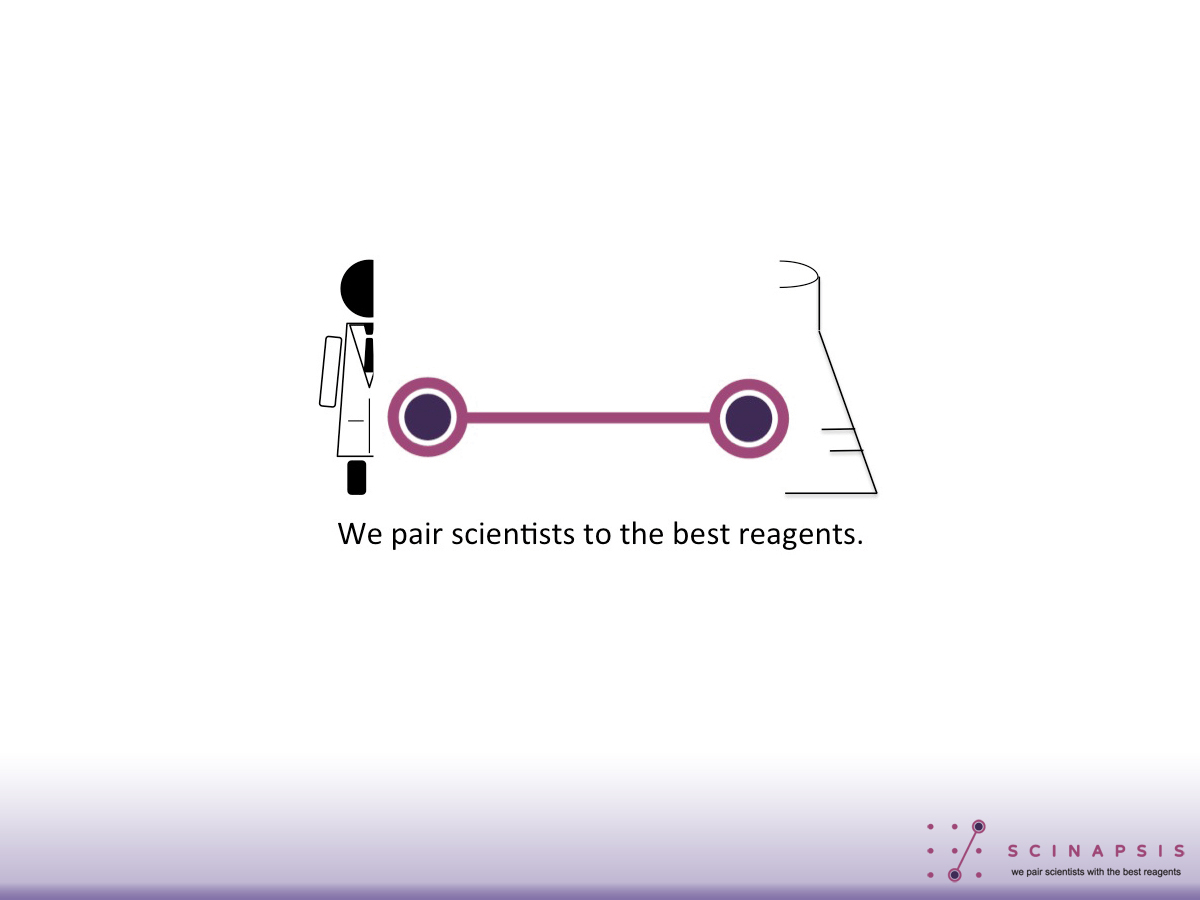 We pair scientists to the best reagents.
SCINAPSIS
we pair scientists with the best reagents